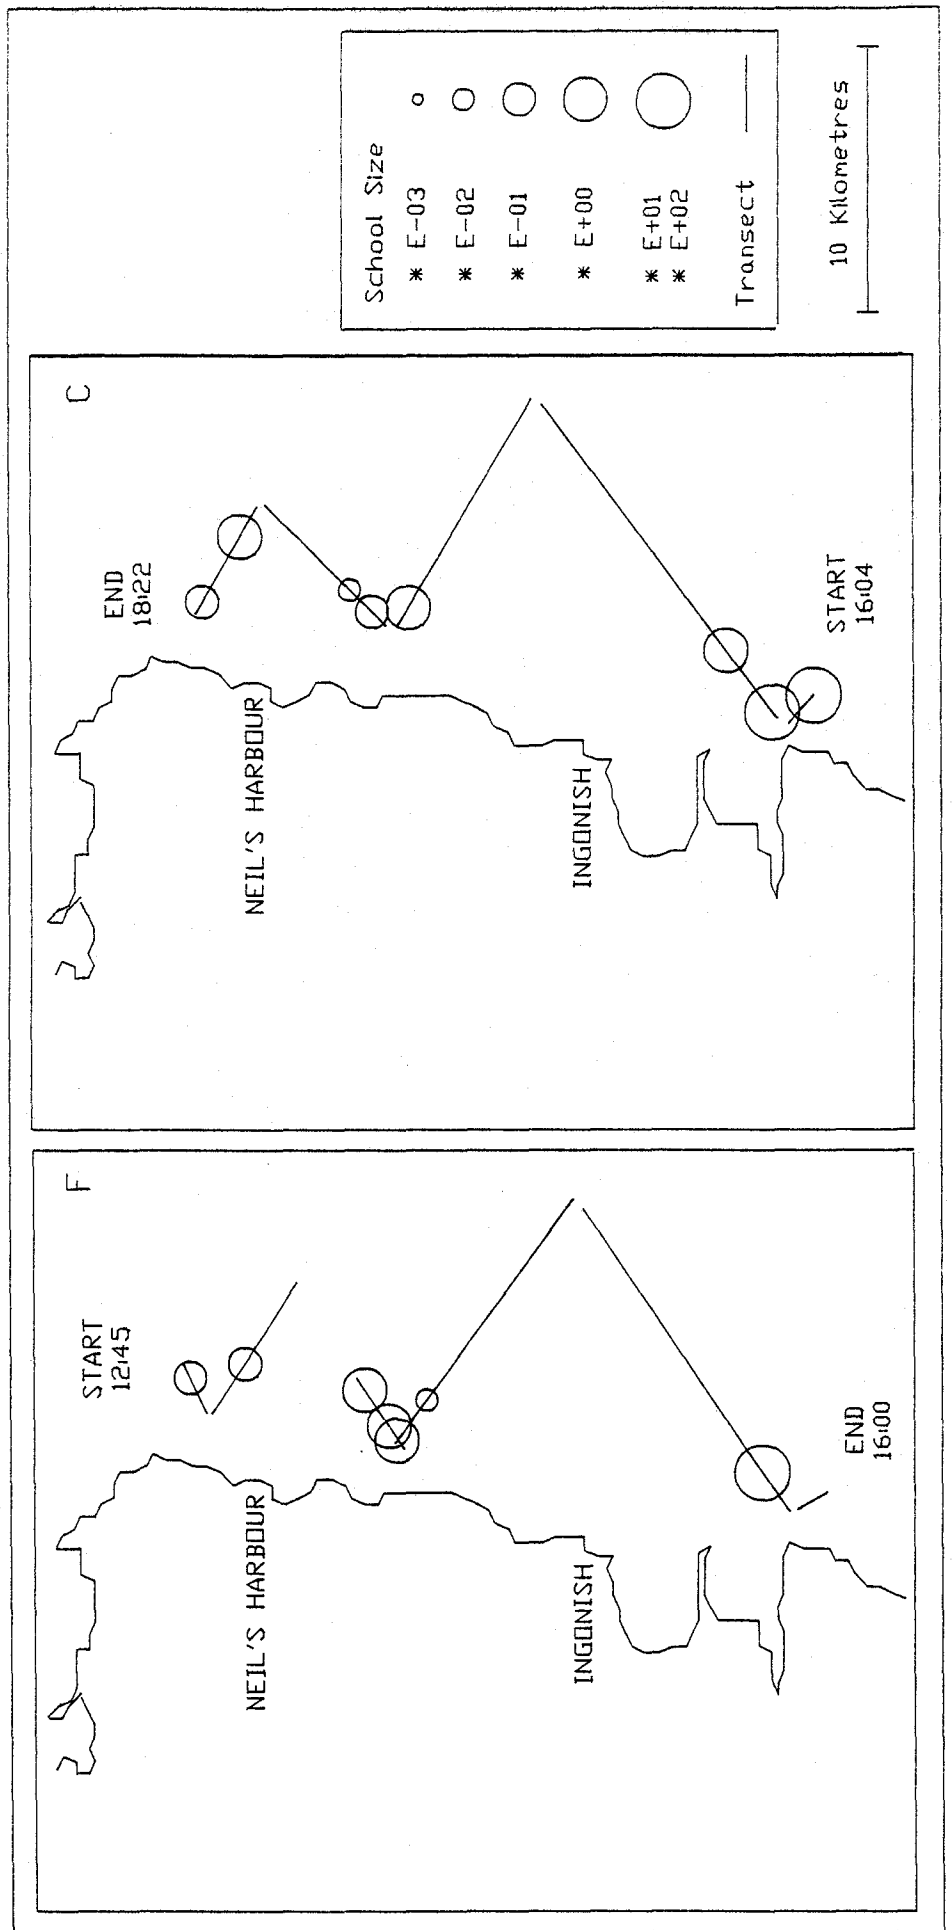 F
START
12:45
NEIL'S HARBOUR
INGONISH
END
16:00
C
END
18:22
NEIL'S HARBOUR
INGONISH
START
16:04
School Size
* E-03
* E-02
* E-01
* E+00
* E+01
* E+02
Transect
10 Kilometres